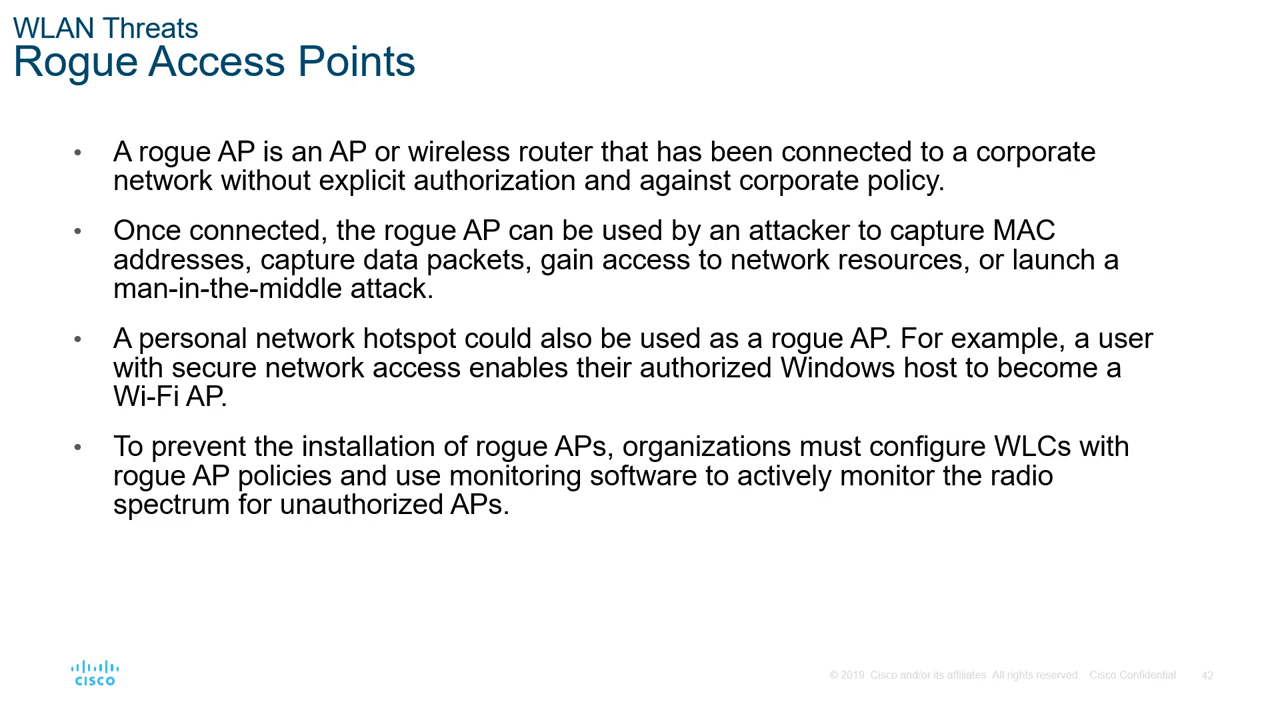 WLAN Threats
Rogue Access Points
• A rogue AP is an AP or wireless router that has been connected to a corporate
network without explicit authorization and against corporate policy.
• Once connected, the rogue AP can be used by an attacker to capture MAC
addresses, capture data packets, gain access to network resources, or launch a
man-in-the-middle attack.
• A personal network hotspot could also be used as a rogue AP. For example, a user
with secure network access enables their authorized Windows host to become a
Wi-Fi AP.
• To prevent the installation of rogue APs, organizations must configure WLCs with
rogue AP policies and use monitoring software to actively monitor the radio
spectrum for unauthorized APs.
CISCO
© 2019 Cisco and/or its affiliates. All rights reserved. Cisco Confidential 42